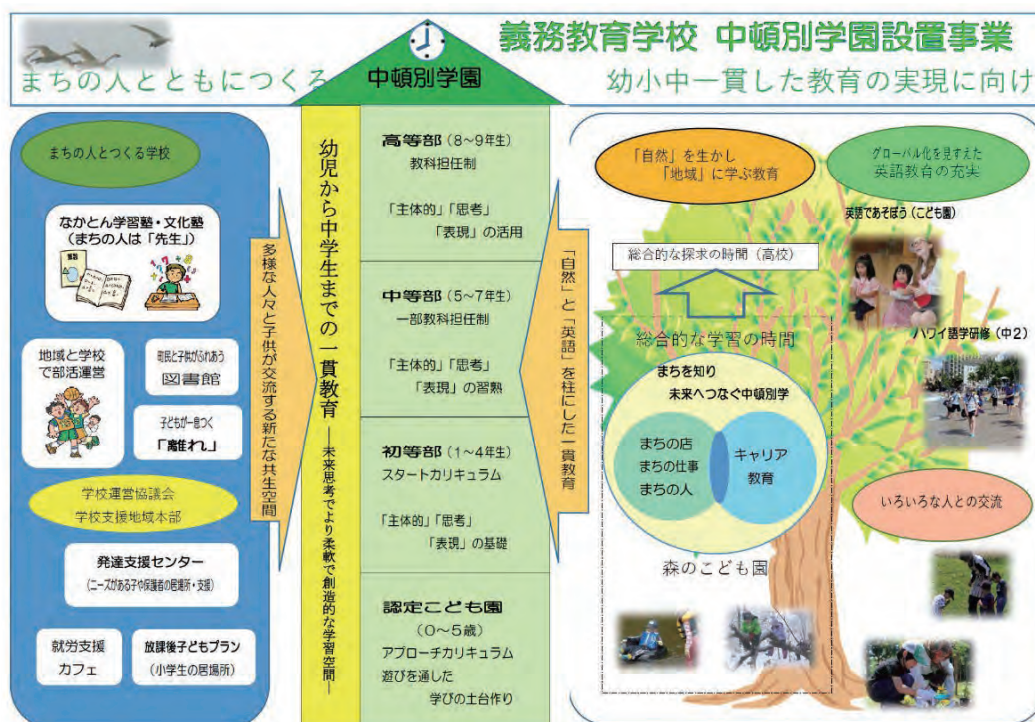 義務教育学校 中頓別学園設置事業
まちの人とともにつくる
中頓別学園
幼小中一貫した教育の実現に向け
まちの人とつくる学校
なかとん学習塾・文化塾
(まちの人は「先生」)
地域と学校
で部活運営
町民と子供がふれあう
図書館
子どもが一息つく
「離れ」
学校運営協議会
学校支援地域本部
発達支援センター
(ニーズがある子や保護者の居場所・支援)
就労支援
カフェ
放課後子どもプラン
(小学生の居場所)
多様な人々と子供が交流する新たな共生空間
幼児から中学生までの一貫教育 ―未来思考でより柔軟で創造的な学習空間―
高等部(8~9年生)
教科担任制
「主体的」「思考」
「表現」の活用
中等部(5~7年生)
一部教科担任制
「主体的」「思考」
「表現」の習熟
初等部(1~4年生)
スタートカリキュラム
「主体的」「思考」
「表現」の基礎
認定こども園
(0~5歳)
アプローチカリキュラム
遊びを通した
学びの土台作り
「自然」と「英語」を柱にした一貫教育
「自然」を生かし
「地域」に学ぶ教育
グローバル化を見すえた
英語教育の充実
英語であそぼう(こども園)
総合的な探求の時間(高校)
ハワイ語学研修(中2)
総合的な学習の時間
まちを知り
未来へつなぐ中頓別学
まちの店
まちの仕事
まちの人
キャリア
教育
いろいろな人との交流
森のこども園